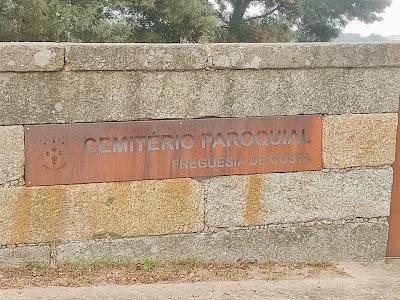 CEMITÉRIO PAROQUIAL
FREGUESIA DE COSTA